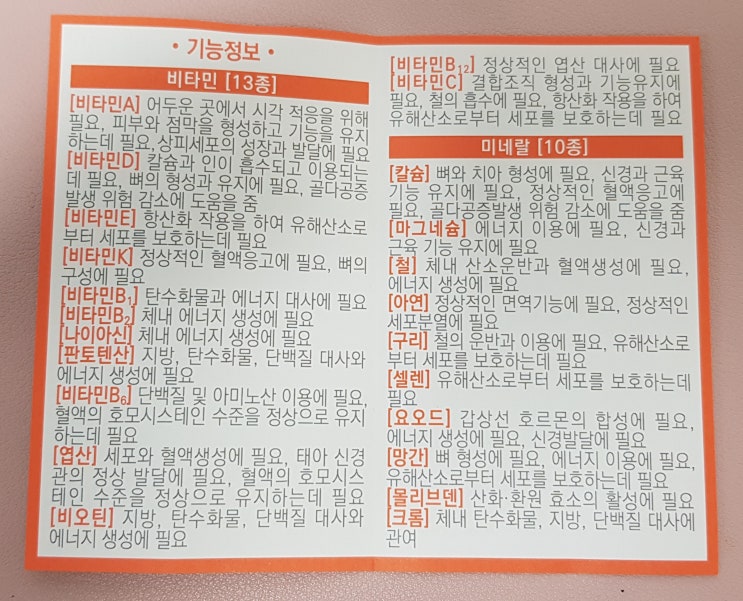 • 기능정보 •
비타민 [13종]
[비타민A] 어두운 곳에서 시각 적응을 위해
필요, 피부와 점막을 형성하고 기능을 유지
하는데 필요, 상피세포의 성장과 발달에 필요
[비타민D] 칼슘과 인이 흡수되고 이용되는
데 필요, 뼈의 형성과 유지에 필요, 골다공증
발생 위험 감소에 도움을 줌
[비타민E] 항산화 작용을 하여 유해산소로
부터 세포를 보호하는데 필요
[비타민K] 정상적인 혈액응고에 필요, 뼈의
구성에 필요
[비타민B₁] 탄수화물과 에너지 대사에 필요
[비타민B₂] 체내 에너지 생성에 필요
[나이아신] 체내 에너지 생성에 필요
[판토텐산] 지방, 탄수화물, 단백질 대사와
에너지 생성에 필요
[비타민B₆] 단백질 및 아미노산 이용에 필요,
혈액의 호모시스테인 수준을 정상으로 유지
하는데 필요
[엽산] 세포와 혈액생성에 필요, 태아 신경
관의 정상 발달에 필요, 혈액의 호모시스
테인 수준을 정상으로 유지하는데 필요
[비오틴] 지방, 탄수화물, 단백질 대사와
에너지 생성에 필요
[비타민B₁₂] 정상적인 엽산 대사에 필요
[비타민C] 결합조직 형성과 기능유지에
필요, 철의 흡수에 필요, 항산화 작용을 하여
유해산소로부터 세포를 보호하는데 필요
미네랄 [10종]
[칼슘] 뼈와 치아 형성에 필요, 신경과 근육
기능 유지에 필요, 정상적인 혈액응고에
필요, 골다공증발생 위험 감소에 도움을 줌
[마그네슘] 에너지 이용에 필요, 신경과
근육 기능 유지에 필요
[철] 체내 산소운반과 혈액생성에 필요,
에너지 생성에 필요
[아연] 정상적인 면역기능에 필요, 정상적인
세포분열에 필요
[구리] 철의 운반과 이용에 필요, 유해산소로
부터 세포를 보호하는데 필요
[셀렌] 유해산소로부터 세포를 보호하는데
필요
[요오드] 갑상선 호르몬의 합성에 필요,
에너지 생성에 필요, 신경발달에 필요
[망간] 뼈 형성에 필요, 에너지 이용에 필요,
유해산소로부터 세포를 보호하는데 필요
[몰리브덴] 산화·환원 효소의 활성에 필요
[크롬] 체내 탄수화물, 지방, 단백질 대사에
관여